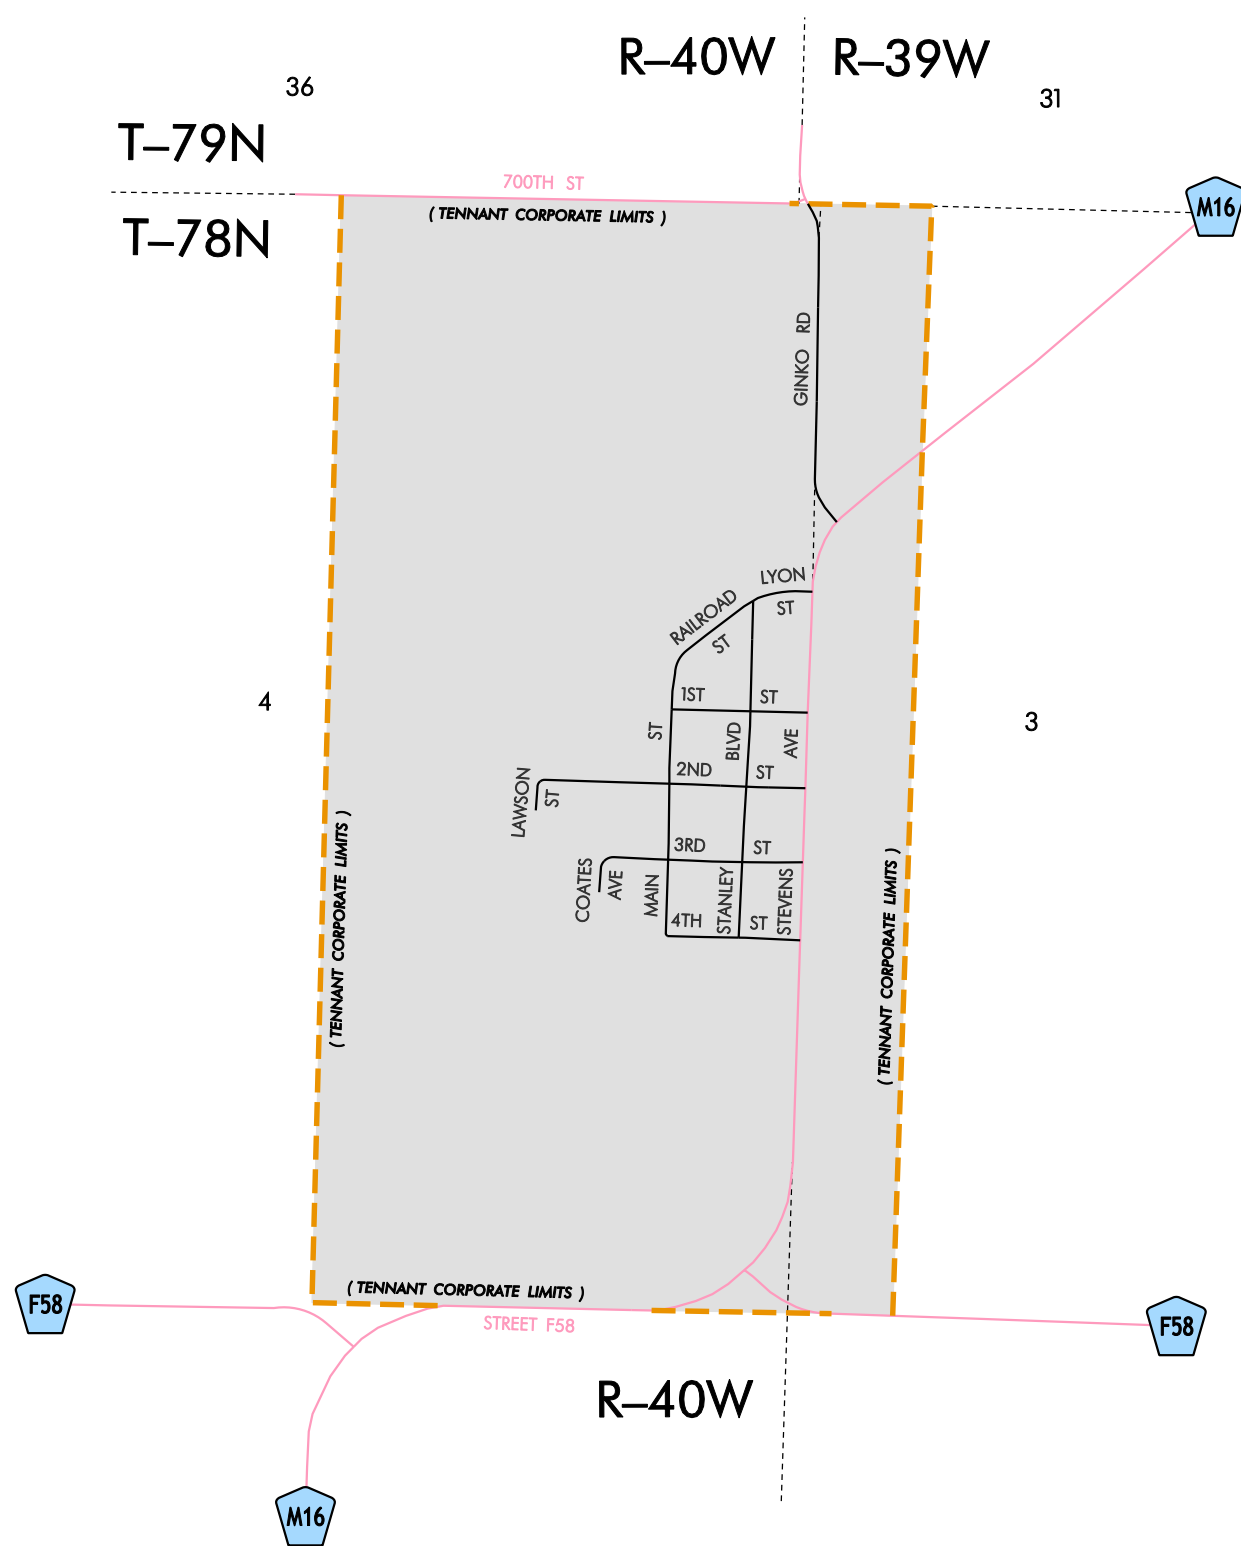 R–40W
R–39W
36
31
T–79N
700TH ST
M16
( TENNANT CORPORATE LIMITS )
T–78N
GINKO RD
LYON
ST
RAILROAD
ST
1ST ST
4
3
ST
BLVD
AVE
2ND ST
LAWSON
ST
3RD ST
COATES
AVE
MAIN
STANLEY
STEVENS
4TH ST
( TENNANT CORPORATE LIMITS )
( TENNANT CORPORATE LIMITS )
( TENNANT CORPORATE LIMITS )
F58
STREET F58
F58
R–40W
M16